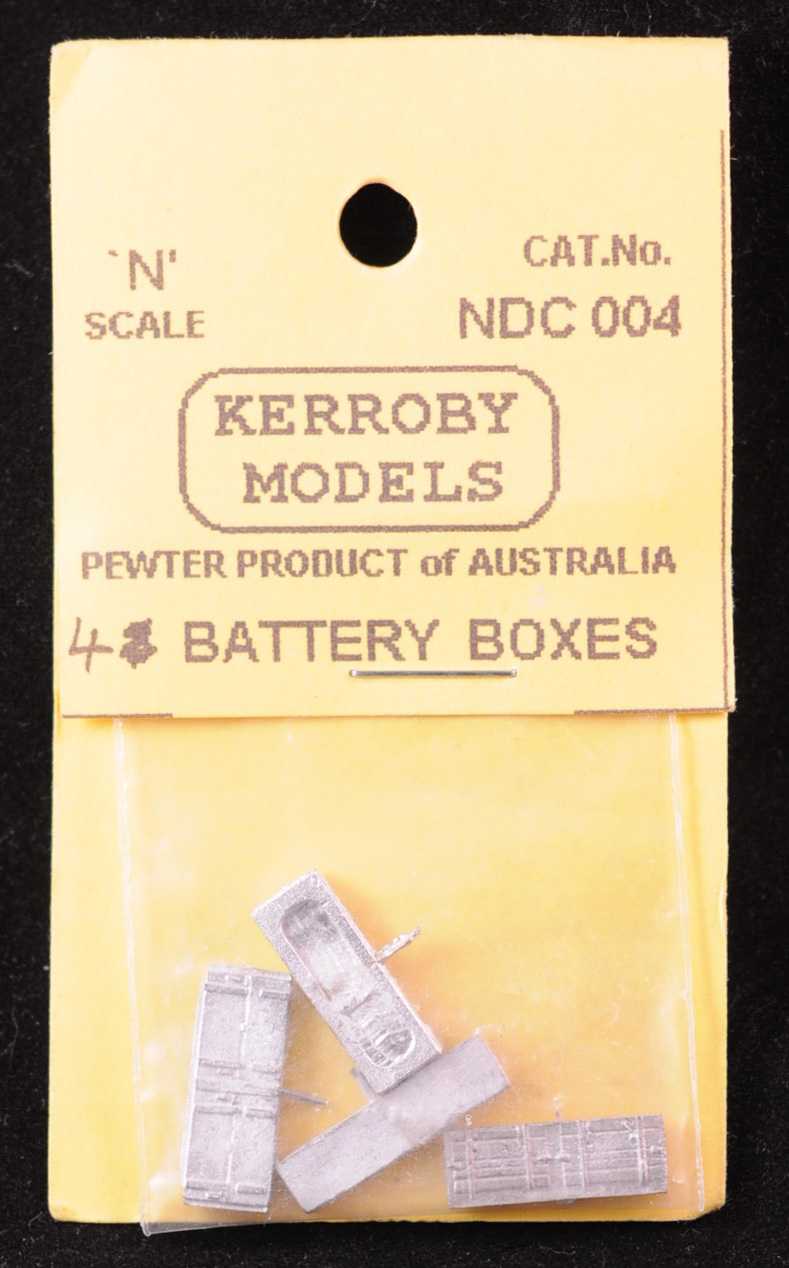 `N'
SCALE
CAT.No.
NDC 004
KERROBY
MODELS
PEWTER PRODUCT of AUSTRALIA
4 BATTERY BOXES